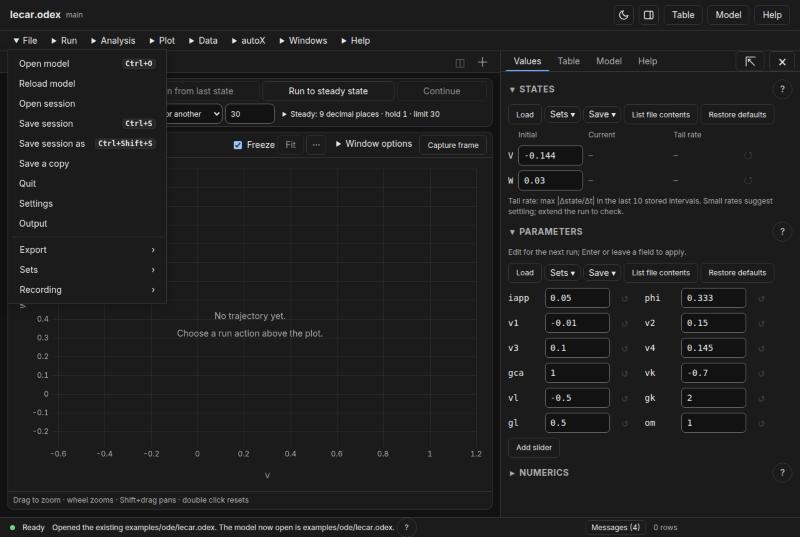 lecar.odex main
Table Model Help
▼ File ▶ Run ▶ Analysis ▶ Plot ▶ Data ▶ autoX ▶ Windows ▶ Help
Open model Ctrl+O
Reload model
Open session
Save session Ctrl+S
Save session as Ctrl+Shift+S
Save a copy
Quit
Settings
Output
Export ›
Sets ›
Recording ›
from last state Run to steady state Continue
or another 30 ▶ Steady: 9 decimal places · hold 1 · limit 30
Freeze Fit ··· ▶ Window options Capture frame
No trajectory yet.
Choose a run action above the plot.
0.4
0.3
0.2
0.1
0
−0.1
−0.2
−0.6 −0.4 −0.2 0 0.2 0.4 0.6 0.8 1 1.2
V
Drag to zoom · wheel zooms · Shift+drag pans · double click resets
Values Table Model Help
▼ STATES ?
Load Sets ▾ Save ▾ List file contents Restore defaults
Initial Current Tail rate
V -0.144 — —
W 0.03 — —
Tail rate: max |Δstate/Δt| in the last 10 stored intervals. Small rates suggest
settling; extend the run to check.
▼ PARAMETERS ?
Edit for the next run; Enter or leave a field to apply.
Load Sets ▾ Save ▾ List file contents Restore defaults
iapp 0.05 phi 0.333
v1 -0.01 v2 0.15
v3 0.1 v4 0.145
gca 1 vk -0.7
vl -0.5 gk 2
gl 0.5 om 1
Add slider
▶ NUMERICS ?
Ready Opened the existing examples/ode/lecar.odex. The model now open is examples/ode/lecar.odex. ? Messages (4) 0 rows